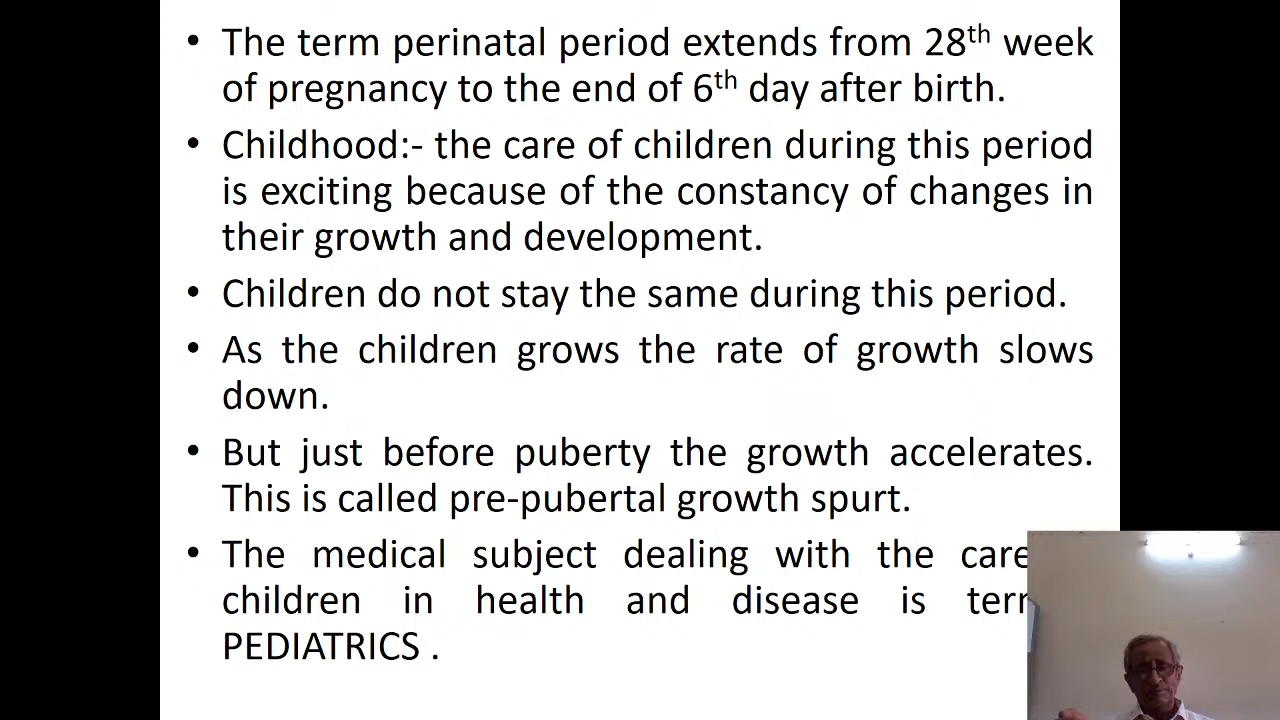 • The term perinatal period extends from 28th week
of pregnancy to the end of 6th day after birth.
• Childhood:- the care of children during this period
is exciting because of the constancy of changes in
their growth and development.
• Children do not stay the same during this period.
• As the children grows the rate of growth slows
down.
• But just before puberty the growth accelerates.
This is called pre-pubertal growth spurt.
• The medical subject dealing with the care
children in health and disease is
PEDIATRICS .